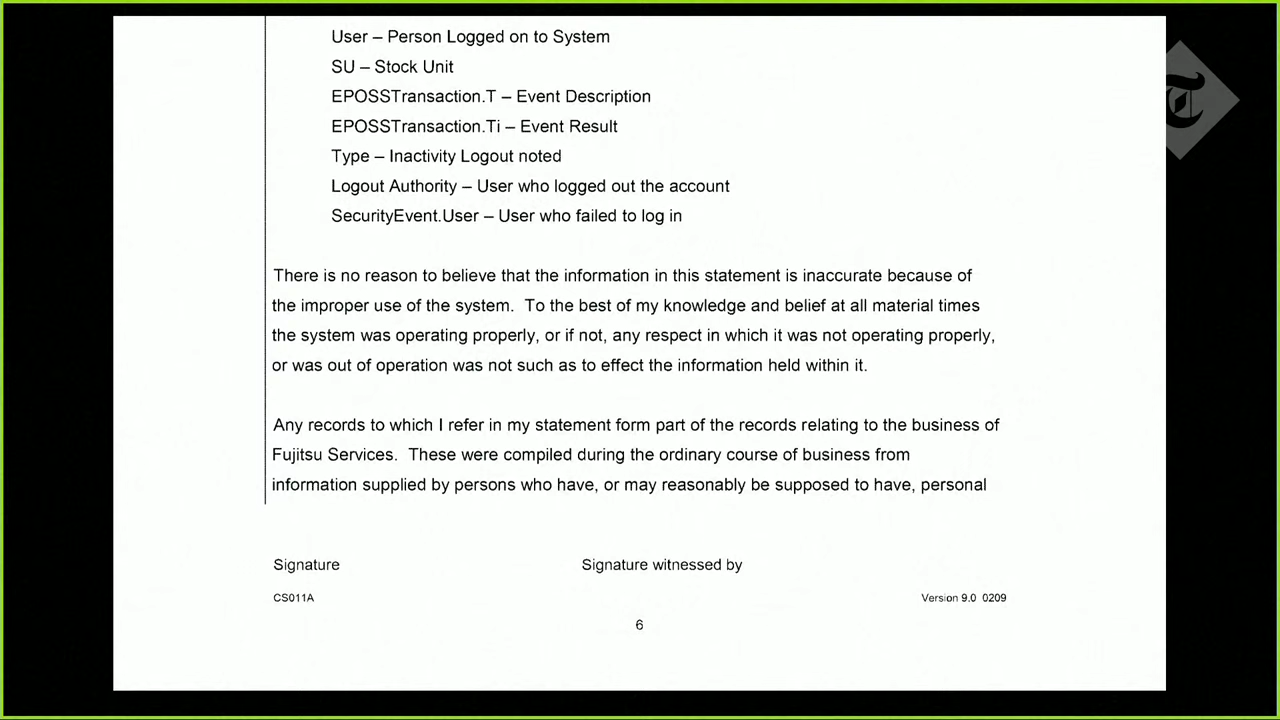 User – Person Logged on to System
SU – Stock Unit
EPOSSTransaction.T – Event Description
EPOSSTransaction.Ti – Event Result
Type – Inactivity Logout noted
Logout Authority – User who logged out the account
SecurityEvent.User – User who failed to log in
There is no reason to believe that the information in this statement is inaccurate because of
the improper use of the system.  To the best of my knowledge and belief at all material times
the system was operating properly, or if not, any respect in which it was not operating properly,
or was out of operation was not such as to effect the information held within it.
Any records to which I refer in my statement form part of the records relating to the business of
Fujitsu Services.  These were compiled during the ordinary course of business from
information supplied by persons who have, or may reasonably be supposed to have, personal
Signature Signature witnessed by
CS011A Version 9.0  0209
6
T